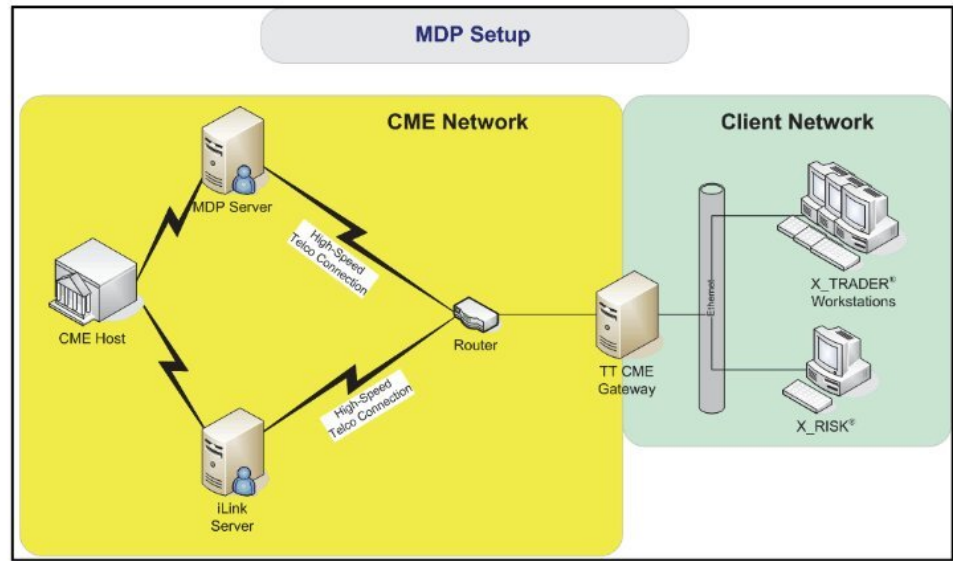 MDP Setup
CME Network
Client Network
MDP Server
High-Speed
Telco Connection
CME Host
Router
High-Speed
Telco Connection
iLink
Server
TT CME
Gateway
Ethernet
X_TRADER®
Workstations
X_RISK®